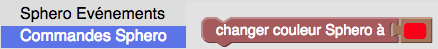 Sphero Evénements
Commandes Sphero
changer couleur Sphero à